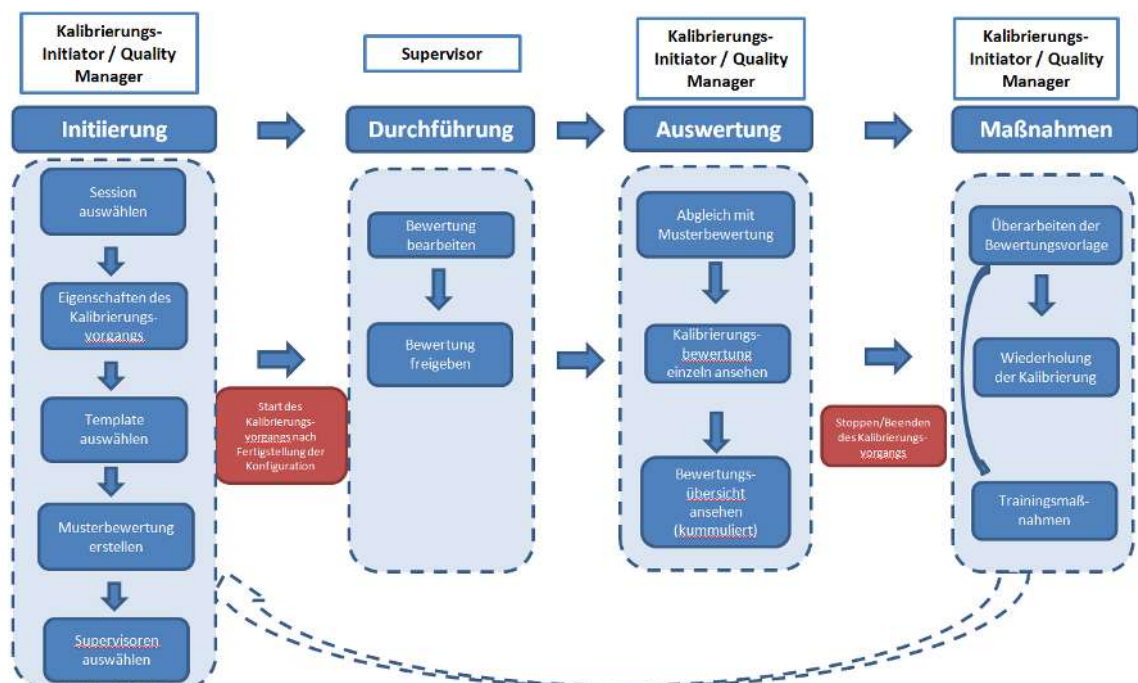 Kalibrierungs-
Initiator / Quality
Manager
Supervisor
Kalibrierungs-
Initiator / Quality
Manager
Kalibrierungs-
Initiator / Quality
Manager
Initiierung
Durchführung
Auswertung
Maßnahmen
Session
auswählen
Eigenschaften des
Kalibrierungs-
vorgangs
Template
auswählen
Musterbewertung
erstellen
Supervisoren
auswählen
Start des
Kalibrierungs-
vorgangs nach
Fertigstellung der
Konfiguration
Bewertung
bearbeiten
Bewertung
freigeben
Abgleich mit
Musterbewertung
Kalibrierungs-
bewertung
einzeln ansehen
Bewertungs-
übersicht
ansehen
(kummuliert)
Stoppen/Beenden
des Kalibrierungs-
vorgangs
Überarbeiten der
Bewertungsvorlage
Wiederholung
der Kalibrierung
Trainingsmaß-
nahmen